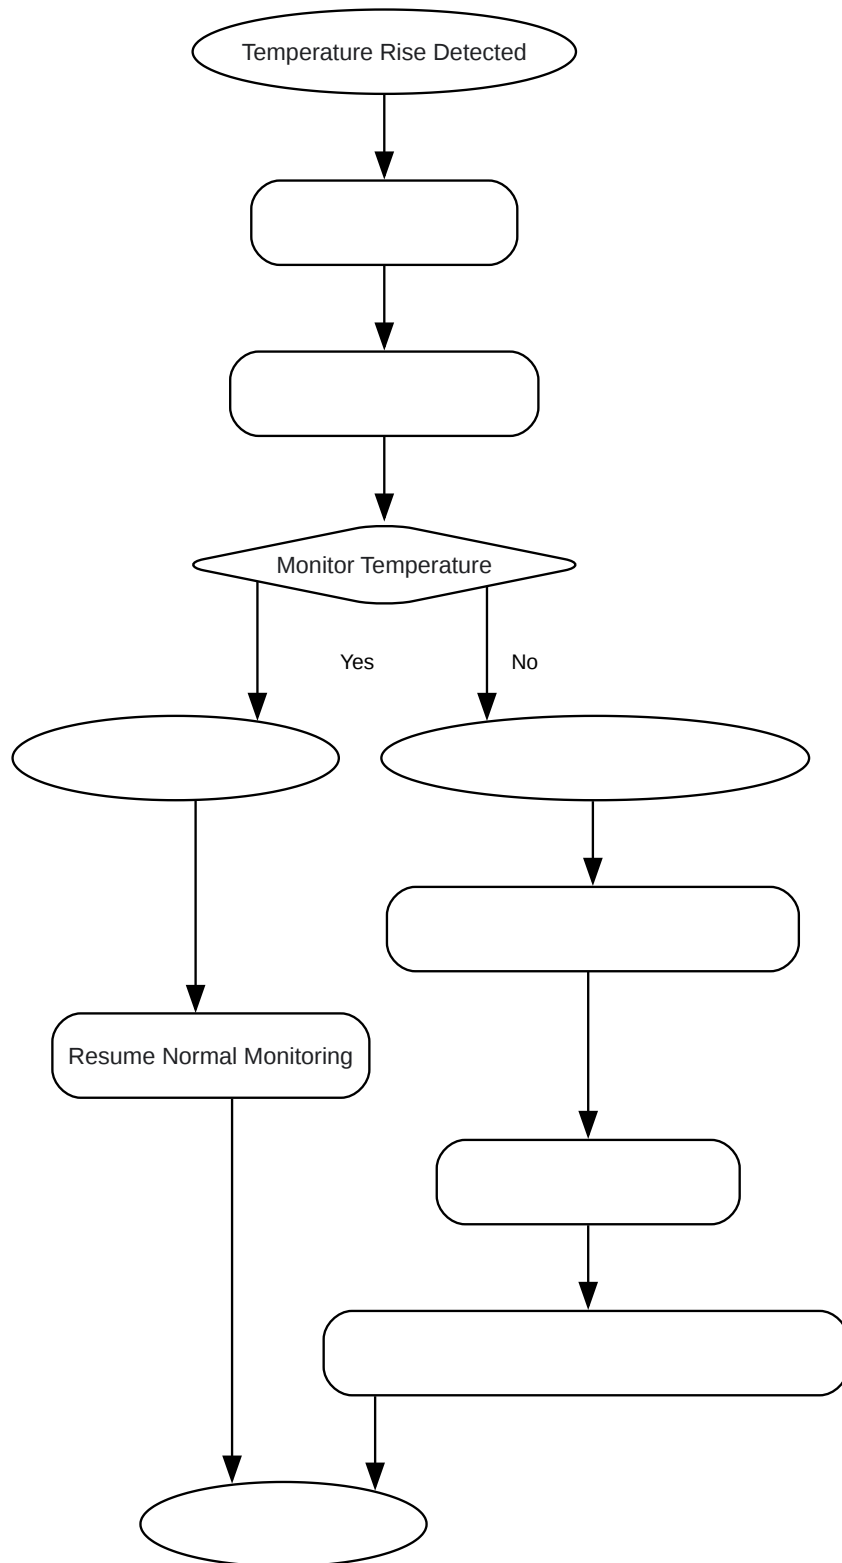 Temperature Rise Detected
Monitor Temperature
Yes
No
Resume Normal Monitoring